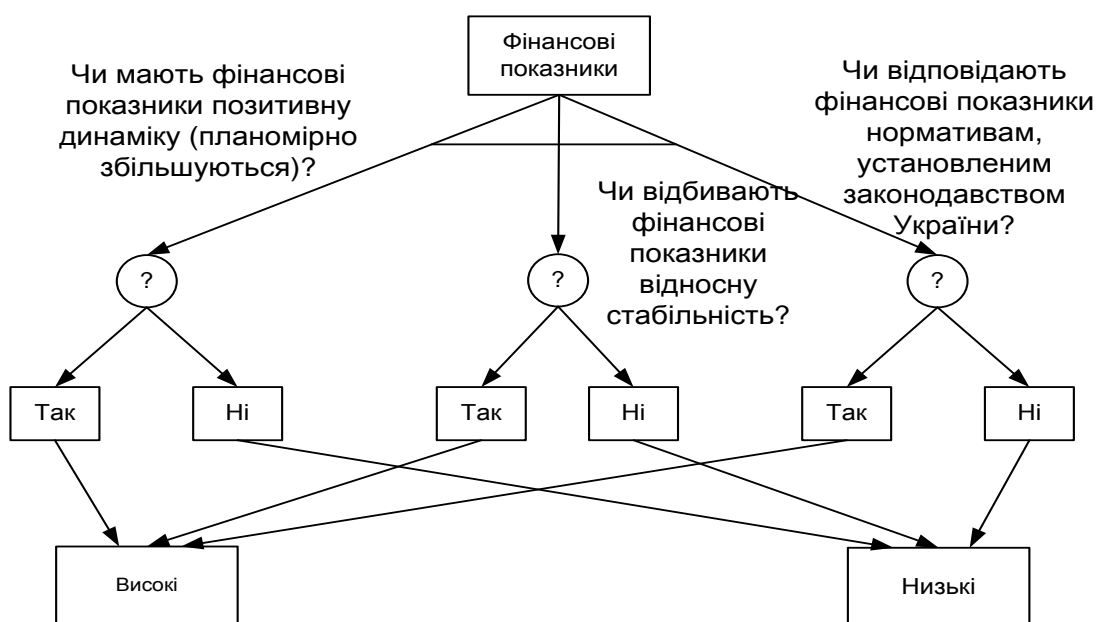 Фінансові
показники
Чи мають фінансові
показники позитивну
динаміку (планомірно
збільшуються)?
Чи відповідають
фінансові показники
нормативам,
установленим
законодавством
України?
Чи відбивають
фінансові
показники
відносну
стабільність?
?
?
?
Так
Ні
Так
Ні
Так
Ні
Високі
Низькі